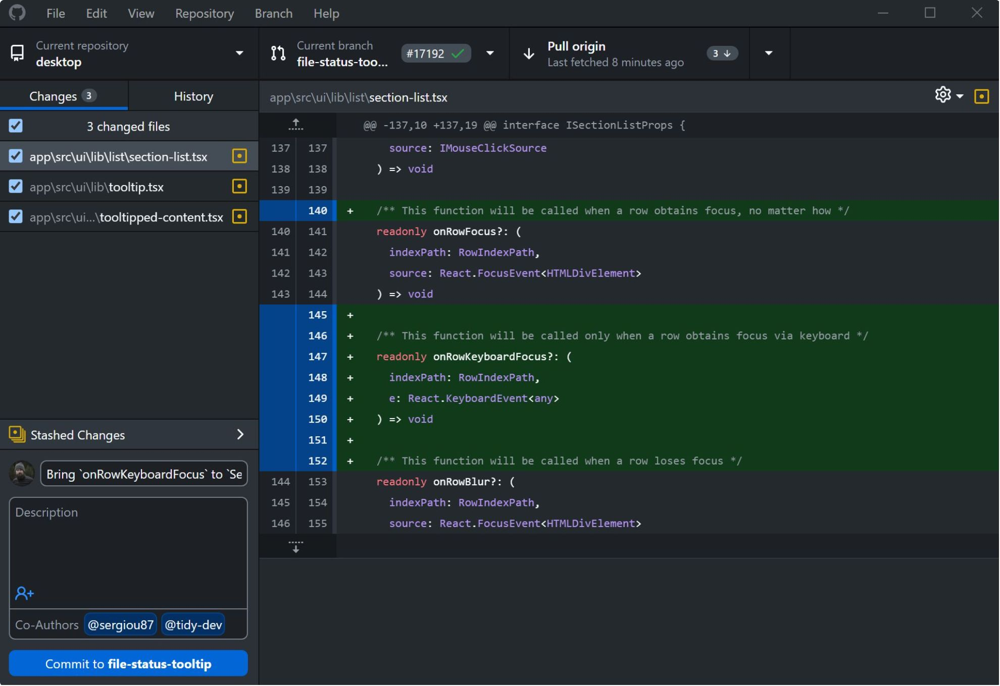 File Edit View Repository Branch Help
Current repository
desktop
Current branch
file-status-too...
#17192
Pull origin
Last fetched 8 minutes ago
3
Changes 3
History
3 changed files
app\src\ui\lib\list\section-list.tsx
app\src\ui\lib\tooltip.tsx
app\src\ui...\tooltipped-content.tsx
Stashed Changes
Bring `onRowKeyboardFocus` to `Se
Description
Co-Authors @sergiou87 @tidy-dev
Commit to file-status-tooltip
app\src\ui\lib\list\section-list.tsx
@@ -137,10 +137,19 @@ interface ISectionListProps {
137 137 source: IMouseClickSource
138 138 ) => void
139 139
140 + /** This function will be called when a row obtains focus, no matter how */
140 141 readonly onRowFocus?: (
141 142 indexPath: RowIndexPath,
142 143 source: React.FocusEvent<HTMLDivElement>
143 144 ) => void
145 +
146 + /** This function will be called only when a row obtains focus via keyboard */
147 + readonly onRowKeyboardFocus?: (
148 + indexPath: RowIndexPath,
149 + e: React.KeyboardEvent<any>
150 + ) => void
151 +
152 + /** This function will be called when a row loses focus */
144 153 readonly onRowBlur?: (
145 154 indexPath: RowIndexPath,
146 155 source: React.FocusEvent<HTMLDivElement>